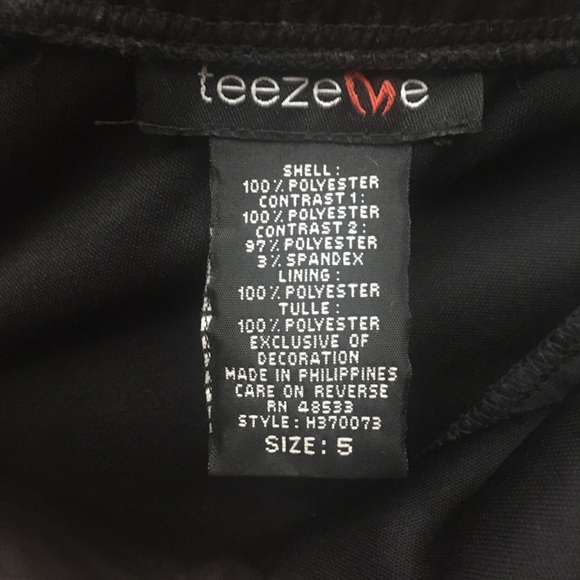 teezeme
SHELL:
100% POLYESTER
CONTRAST 1:
100% POLYESTER
CONTRAST 2:
97% POLYESTER
3% SPANDEX
LINING:
100% POLYESTER
TULLE:
100% POLYESTER
EXCLUSIVE OF
DECORATION
MADE IN PHILIPPINES
CARE ON REVERSE
RN 48533
STYLE: H370073
SIZE: 5